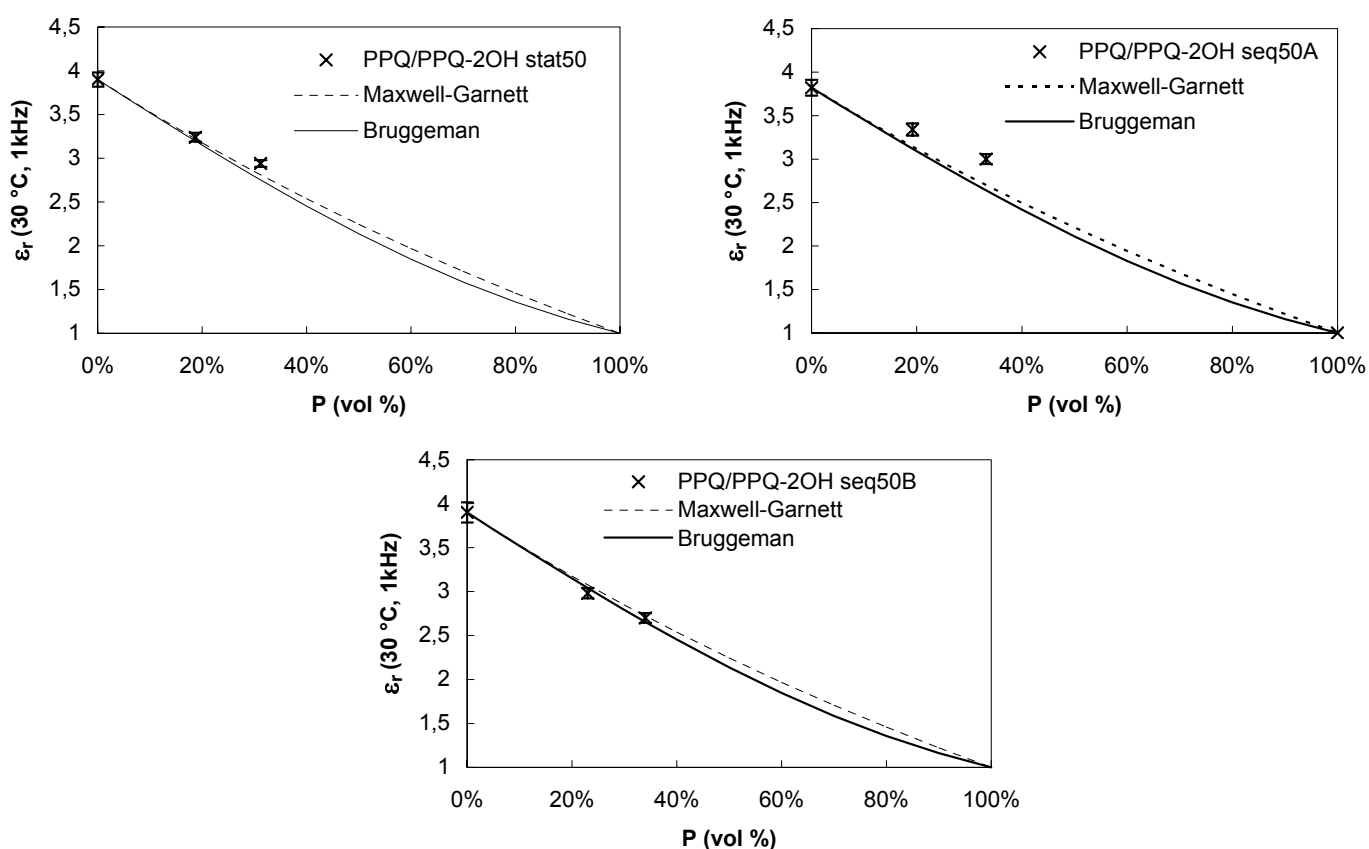 4,5
4
3,5
3
2,5
2
1,5
1
εr (30 °C, 1kHz)
PPQ/PPQ-2OH stat50
Maxwell-Garnett
Bruggeman
0% 20% 40% 60% 80% 100%
P (vol %)
4,5
4
3,5
3
2,5
2
1,5
1
εr (30 °C, 1kHz)
PPQ/PPQ-2OH seq50A
Maxwell-Garnett
Bruggeman
0% 20% 40% 60% 80% 100%
P (vol %)
4,5
4
3,5
3
2,5
2
1,5
1
εr (30 °C, 1kHz)
PPQ/PPQ-2OH seq50B
Maxwell-Garnett
Bruggeman
0% 20% 40% 60% 80% 100%
P (vol %)